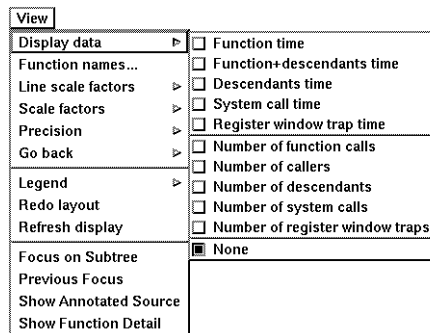 View
Display data
Function names...
Line scale factors
Scale factors
Precision
Go back
Legend
Redo layout
Refresh display
Focus on Subtree
Previous Focus
Show Annotated Source
Show Function Detail
Function time
Function+descendants time
Descendants time
System call time
Register window trap time
Number of function calls
Number of callers
Number of descendants
Number of system calls
Number of register window traps
None